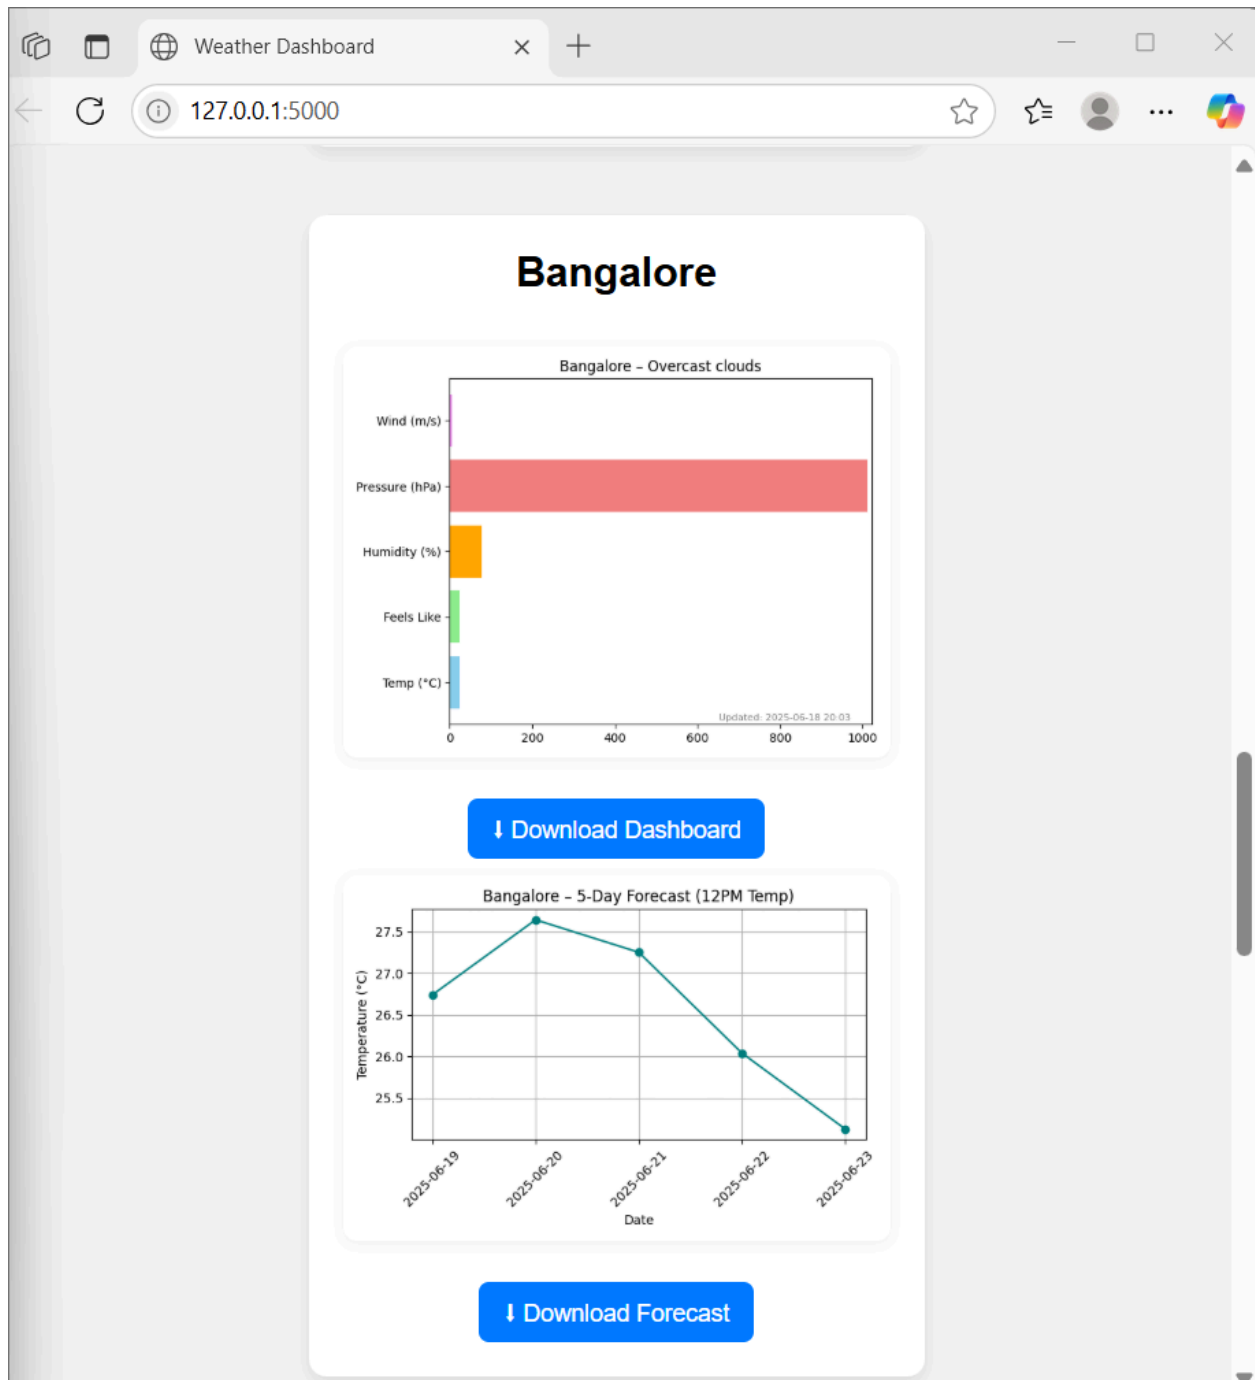 Weather Dashboard
127.0.0.1:5000
Bangalore
Bangalore – Overcast clouds
Wind (m/s)
Pressure (hPa)
Humidity (%)
Feels Like
Temp (°C)
Updated: 2025-06-18 20:03
0 200 400 600 800 1000
⬇ Download Dashboard
Bangalore – 5-Day Forecast (12PM Temp)
27.5
27.0
26.5
26.0
25.5
Temperature (°C)
2025-06-19 2025-06-20 2025-06-21 2025-06-22 2025-06-23
Date
⬇ Download Forecast